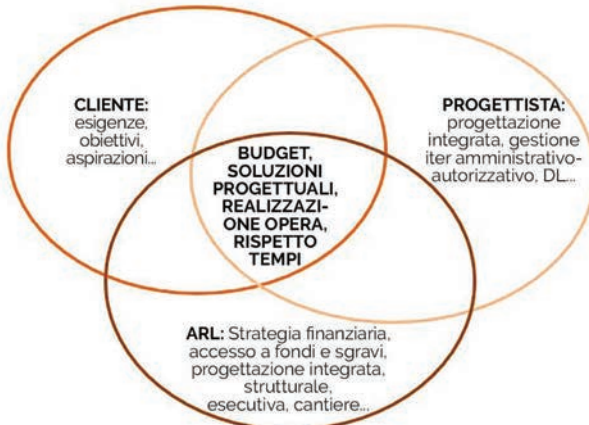 CLIENTE:
esigenze,
obiettivi,
aspirazioni...
PROGETTISTA:
progettazione
integrata, gestione
iter amministrativo-
autorizzativo, DL...
BUDGET,
SOLUZIONI
PROGETTUALI,
REALIZZAZI-
ONE OPERA,
RISPETTO
TEMPI
ARL: Strategia finanziaria,
accesso a fondi e sgravi,
progettazione integrata,
strutturale,
esecutiva, cantiere...